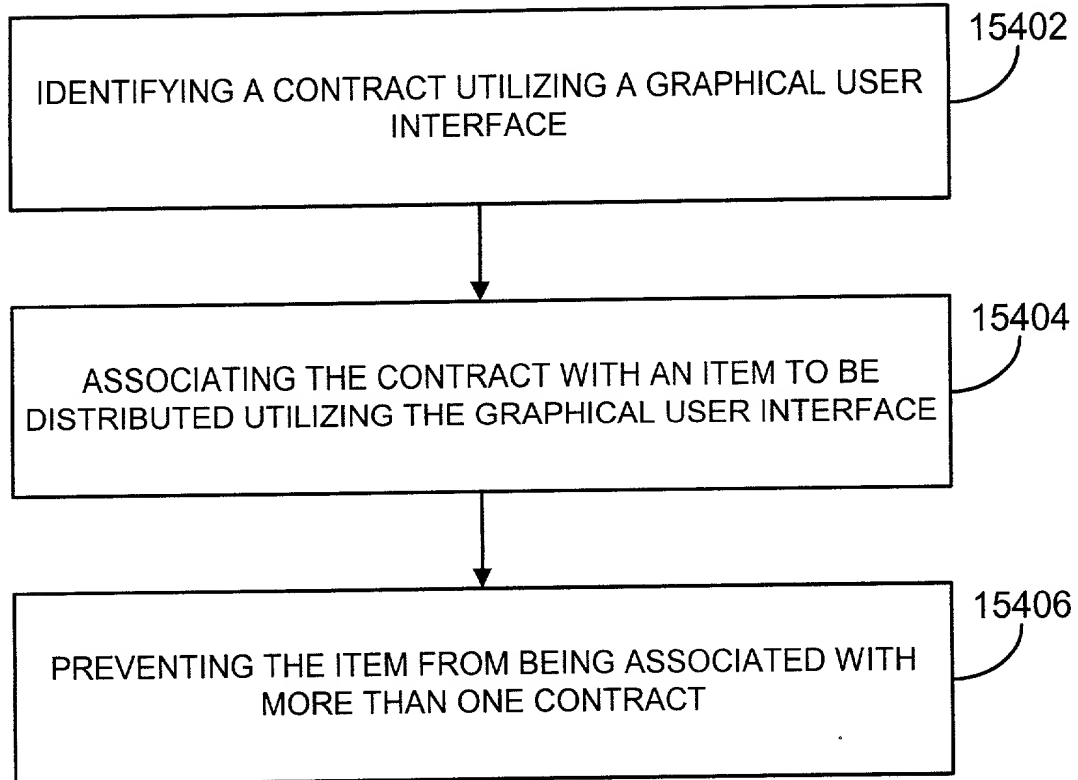 15402
IDENTIFYING A CONTRACT UTILIZING A GRAPHICAL USER
INTERFACE
15404
ASSOCIATING THE CONTRACT WITH AN ITEM TO BE
DISTRIBUTED UTILIZING THE GRAPHICAL USER INTERFACE
15406
PREVENTING THE ITEM FROM BEING ASSOCIATED WITH
MORE THAN ONE CONTRACT